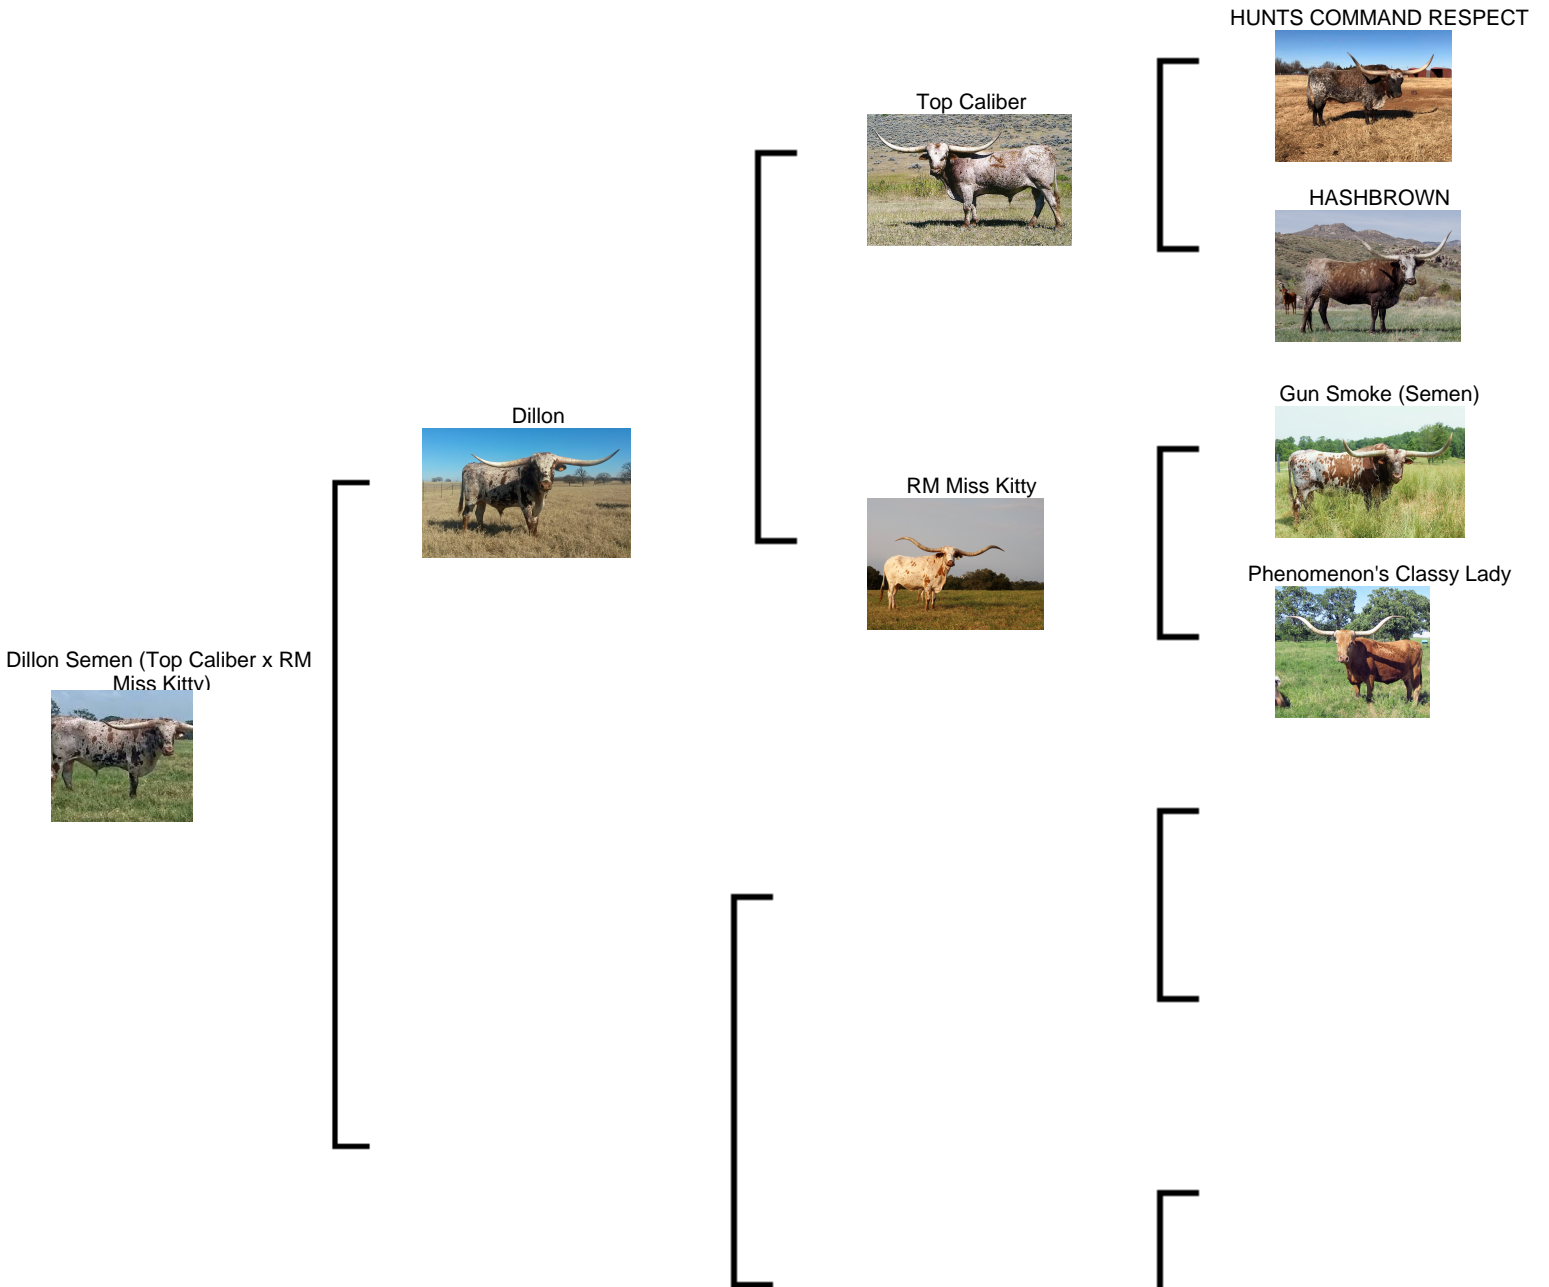 HUNTS COMMAND RESPECT
Top Caliber
HASHBROWN
Gun Smoke (Semen)
Dillon
RM Miss Kitty
Phenomenon's Classy Lady
Dillon Semen (Top Caliber x RM
Miss Kitty)